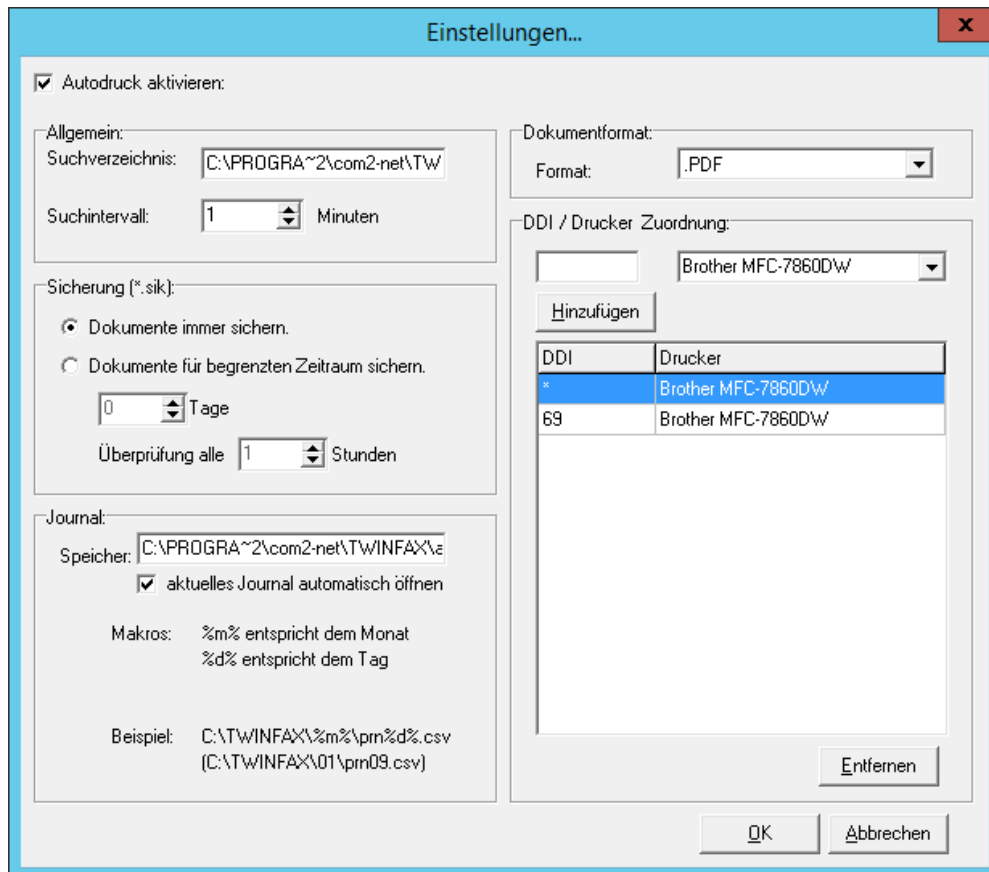 Einstellungen...
x
Autodruck aktivieren:
Allgemein:
Suchverzeichnis: C:\PROGRA~2\com2-net\TW
Suchintervall: 1 Minuten
Sicherung (*.sik):
Dokumente immer sichern.
Dokumente für begrenzten Zeitraum sichern.
0 Tage
Überprüfung alle 1 Stunden
Journal:
Speicher: C:\PROGRA~2\com2-net\TWINFAX\a
aktuelles Journal automatisch öffnen
Makros: %m% entspricht dem Monat
%d% entspricht dem Tag
Beispiel: C:\TWINFAX\%m%\prn%d%.csv
(C:\TWINFAX\01\prn09.csv)
Dokumentformat:
Format: .PDF
DDI / Drucker Zuordnung:
Brother MFC-7860DW
Hinzufügen
DDI Drucker
* Brother MFC-7860DW
69 Brother MFC-7860DW
Entfernen
OK Abbrechen